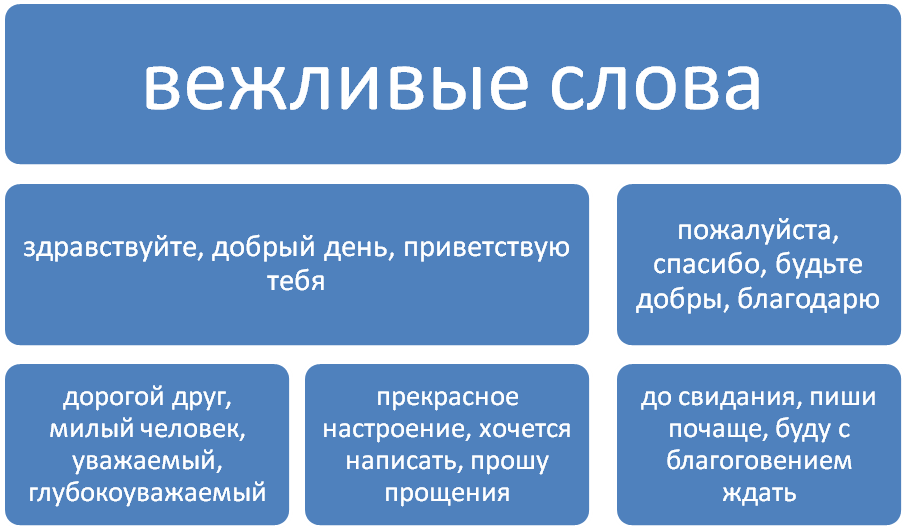 вежливые слова
здравствуйте, добрый день, приветствую
тебя
пожалуйста,
спасибо, будьте
добры, благодарю
дорогой друг,
милый человек,
уважаемый,
глубокоуважаемый
прекрасное
настроение, хочется
написать, прошу
прощения
до свидания, пиши
почаще, буду с
благоговением
ждать